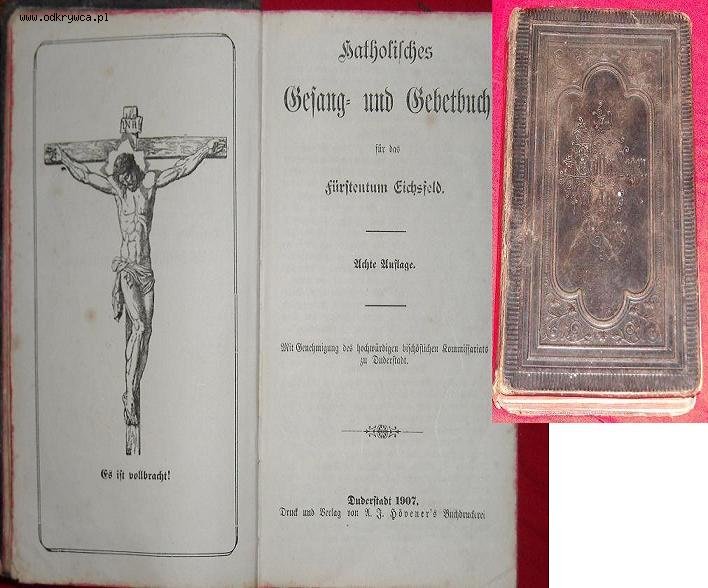 www.odkrywca.pl
INRI
Es ist vollbracht!
Katholisches
Gesang- und Gebetbuch
für das
Fürstentum Eichsfeld.
Achte Auflage.
Mit Genehmigung des hochwürdigen bischöflichen Kommissariats
zu Duderstadt.
Duderstadt 1907,
Druck und Verlag von A. J. Hövener's Buchdruckerei